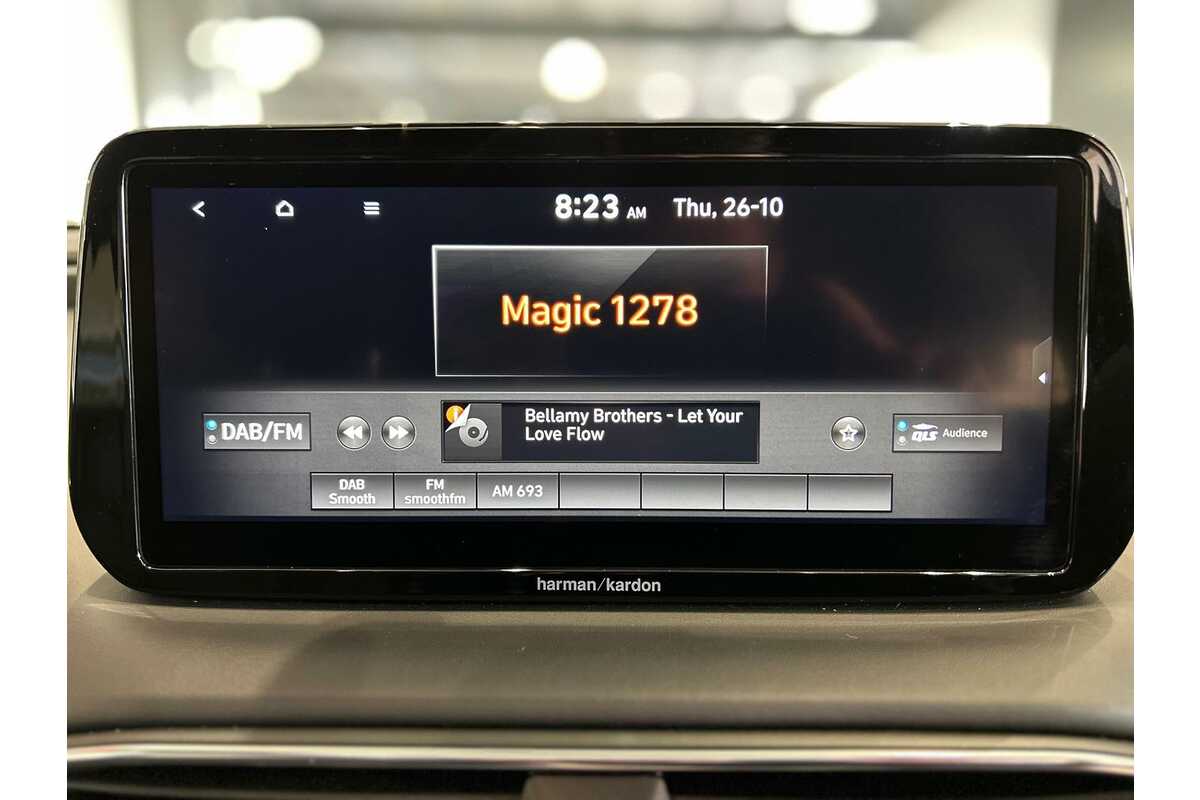 8:23 AM Thu, 26-10
Magic 1278
DAB/FM
Bellamy Brothers - Let Your
Love Flow
QLS Audience
DAB
Smooth
FM
smoothfm
AM 693
harman/kardon